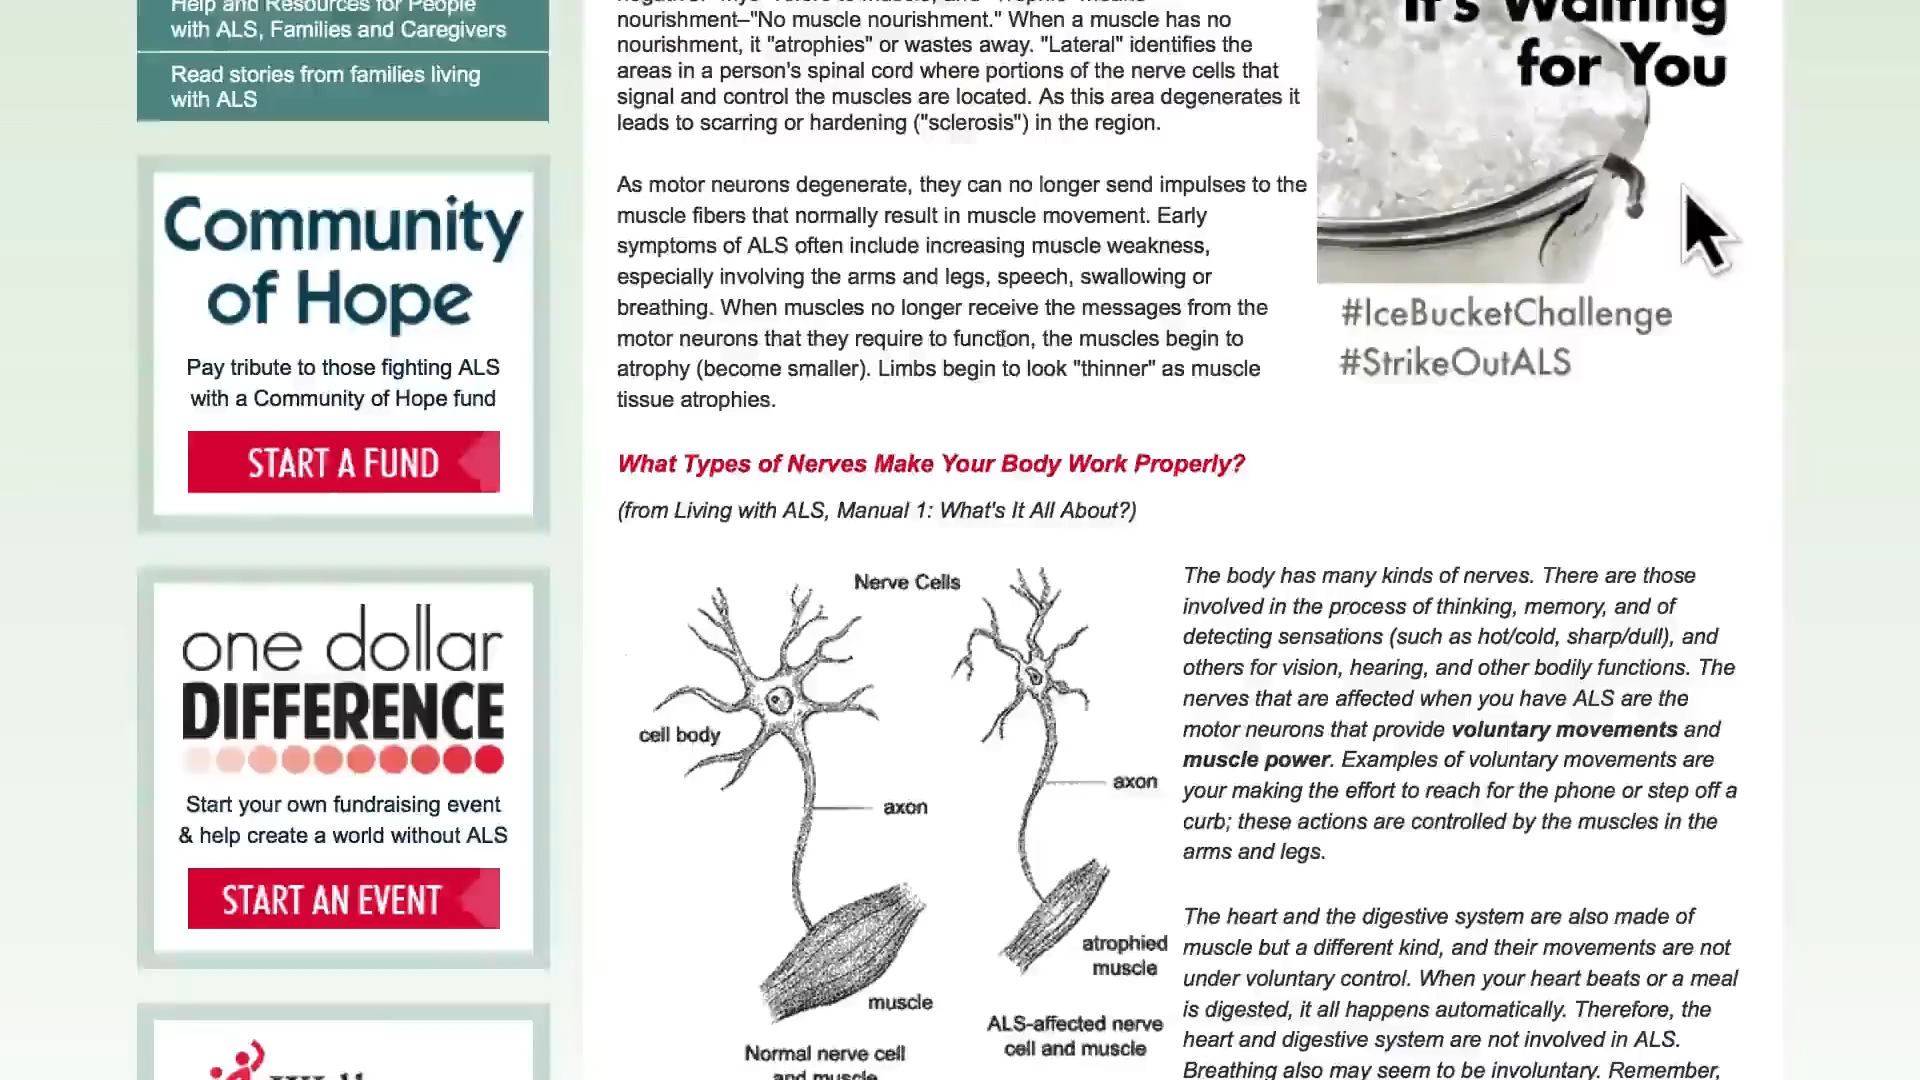 Help and Resources for People
with ALS, Families and Caregivers
Read stories from families living
with ALS
Community
of Hope
Pay tribute to those fighting ALS
with a Community of Hope fund
START A FUND
one dollar
DIFFERENCE
Start your own fundraising event
& help create a world without ALS
START AN EVENT
nourishment–"No muscle nourishment." When a muscle has no
nourishment, it "atrophies" or wastes away. "Lateral" identifies the
areas in a person's spinal cord where portions of the nerve cells that
signal and control the muscles are located. As this area degenerates it
leads to scarring or hardening ("sclerosis") in the region.
As motor neurons degenerate, they can no longer send impulses to the
muscle fibers that normally result in muscle movement. Early
symptoms of ALS often include increasing muscle weakness,
especially involving the arms and legs, speech, swallowing or
breathing. When muscles no longer receive the messages from the
motor neurons that they require to function, the muscles begin to
atrophy (become smaller). Limbs begin to look "thinner" as muscle
tissue atrophies.
It's Waiting
for You
#IceBucketChallenge
#StrikeOutALS
What Types of Nerves Make Your Body Work Properly?
(from Living with ALS, Manual 1: What's It All About?)
Nerve Cells
cell body
axon
axon
muscle
atrophied
muscle
Normal nerve cell
and muscle
ALS-affected nerve
cell and muscle
The body has many kinds of nerves. There are those
involved in the process of thinking, memory, and of
detecting sensations (such as hot/cold, sharp/dull), and
others for vision, hearing, and other bodily functions. The
nerves that are affected when you have ALS are the
motor neurons that provide voluntary movements and
muscle power. Examples of voluntary movements are
your making the effort to reach for the phone or step off a
curb; these actions are controlled by the muscles in the
arms and legs.
The heart and the digestive system are also made of
muscle but a different kind, and their movements are not
under voluntary control. When your heart beats or a meal
is digested, it all happens automatically. Therefore, the
heart and digestive system are not involved in ALS.
Breathing also may seem to be involuntary. Remember,